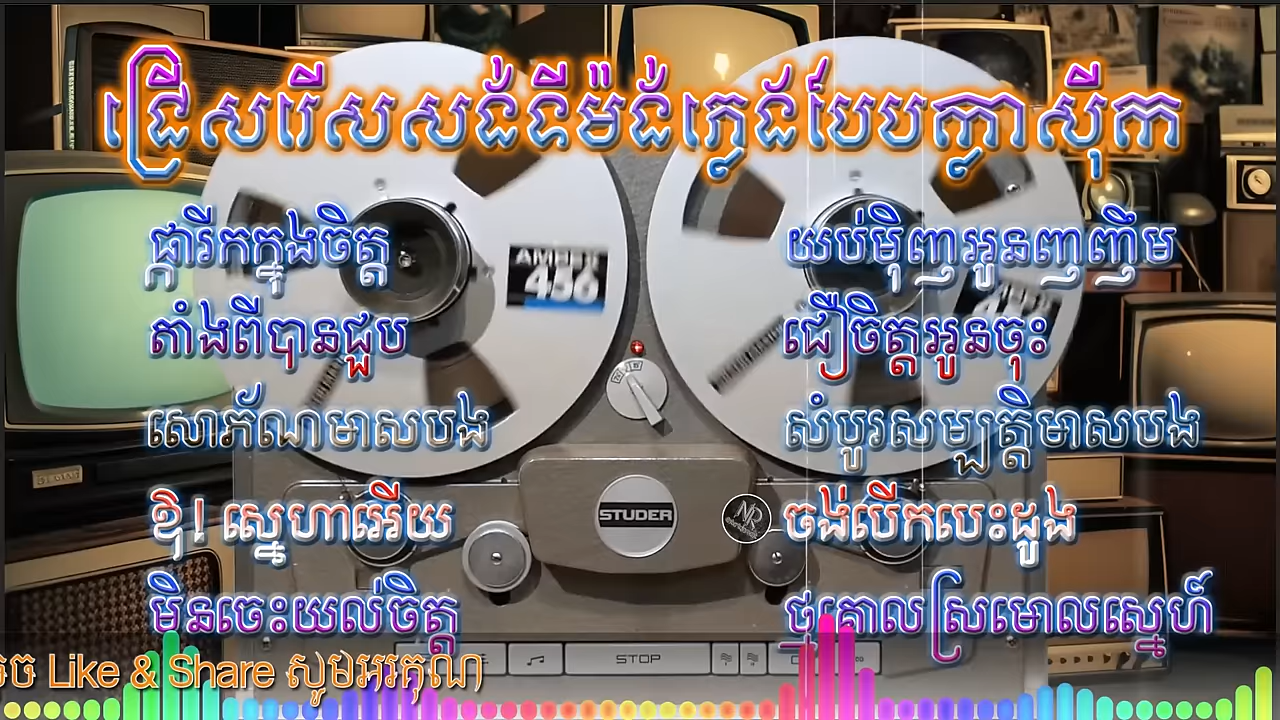 ជ្រើសរើសសង់ទីម៉ង់ភ្លេងបែបក្លាស៊ីក
ផ្ការីកក្នុងចិត្ត
តាំងពីបានជួប
សោភ័ណមាសបង
ឱ! ស្នេហាអើយ
មិនចេះយល់ចិត្ត
យប់ម៉ិញអូនញញឹម
ជឿចិត្តអូនចុះ
សំបូរសម្បត្តិមាសបង
ចង់បើកបេះដូង
ច្បូគោលស្រមោលស្នេហ៍
AMPEX
456
STUDER
NR
STOP
Like & Share សូមអរគុណ